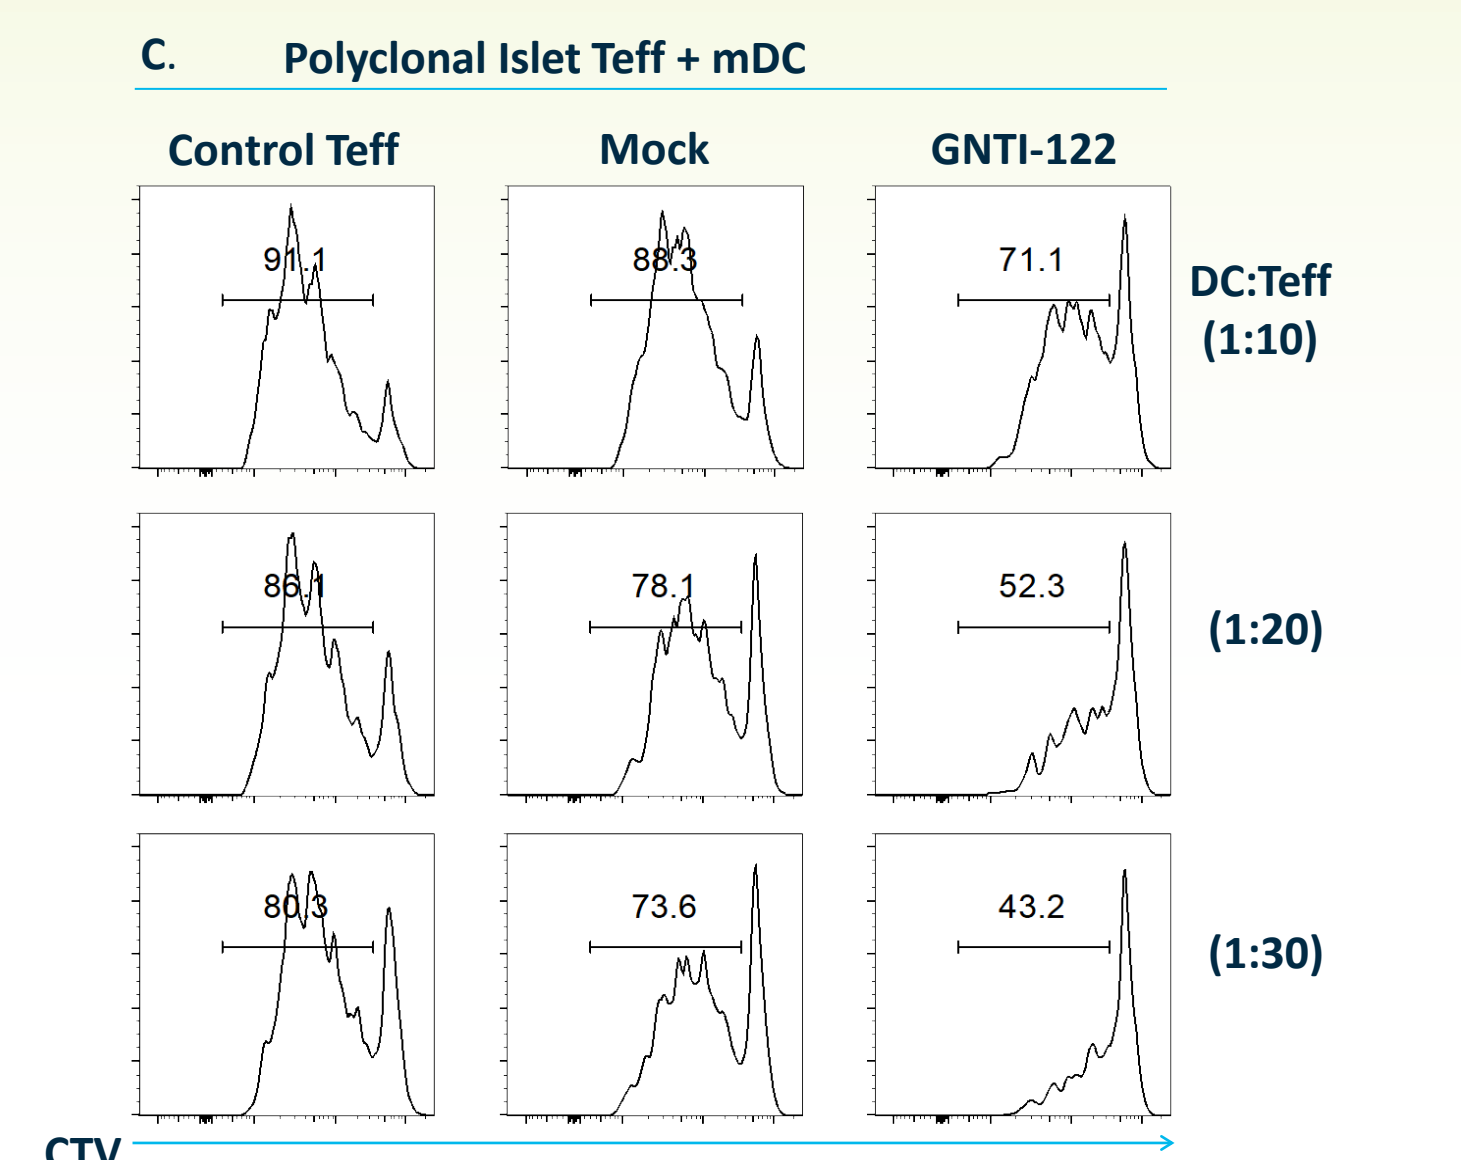 C. Polyclonal Islet Teff + mDC
Control Teff Mock GNTI-122
91.1 88.3 71.1
DC:Teff
(1:10)
86.1 78.1 52.3
(1:20)
80.3 73.6 43.2
(1:30)
CTV